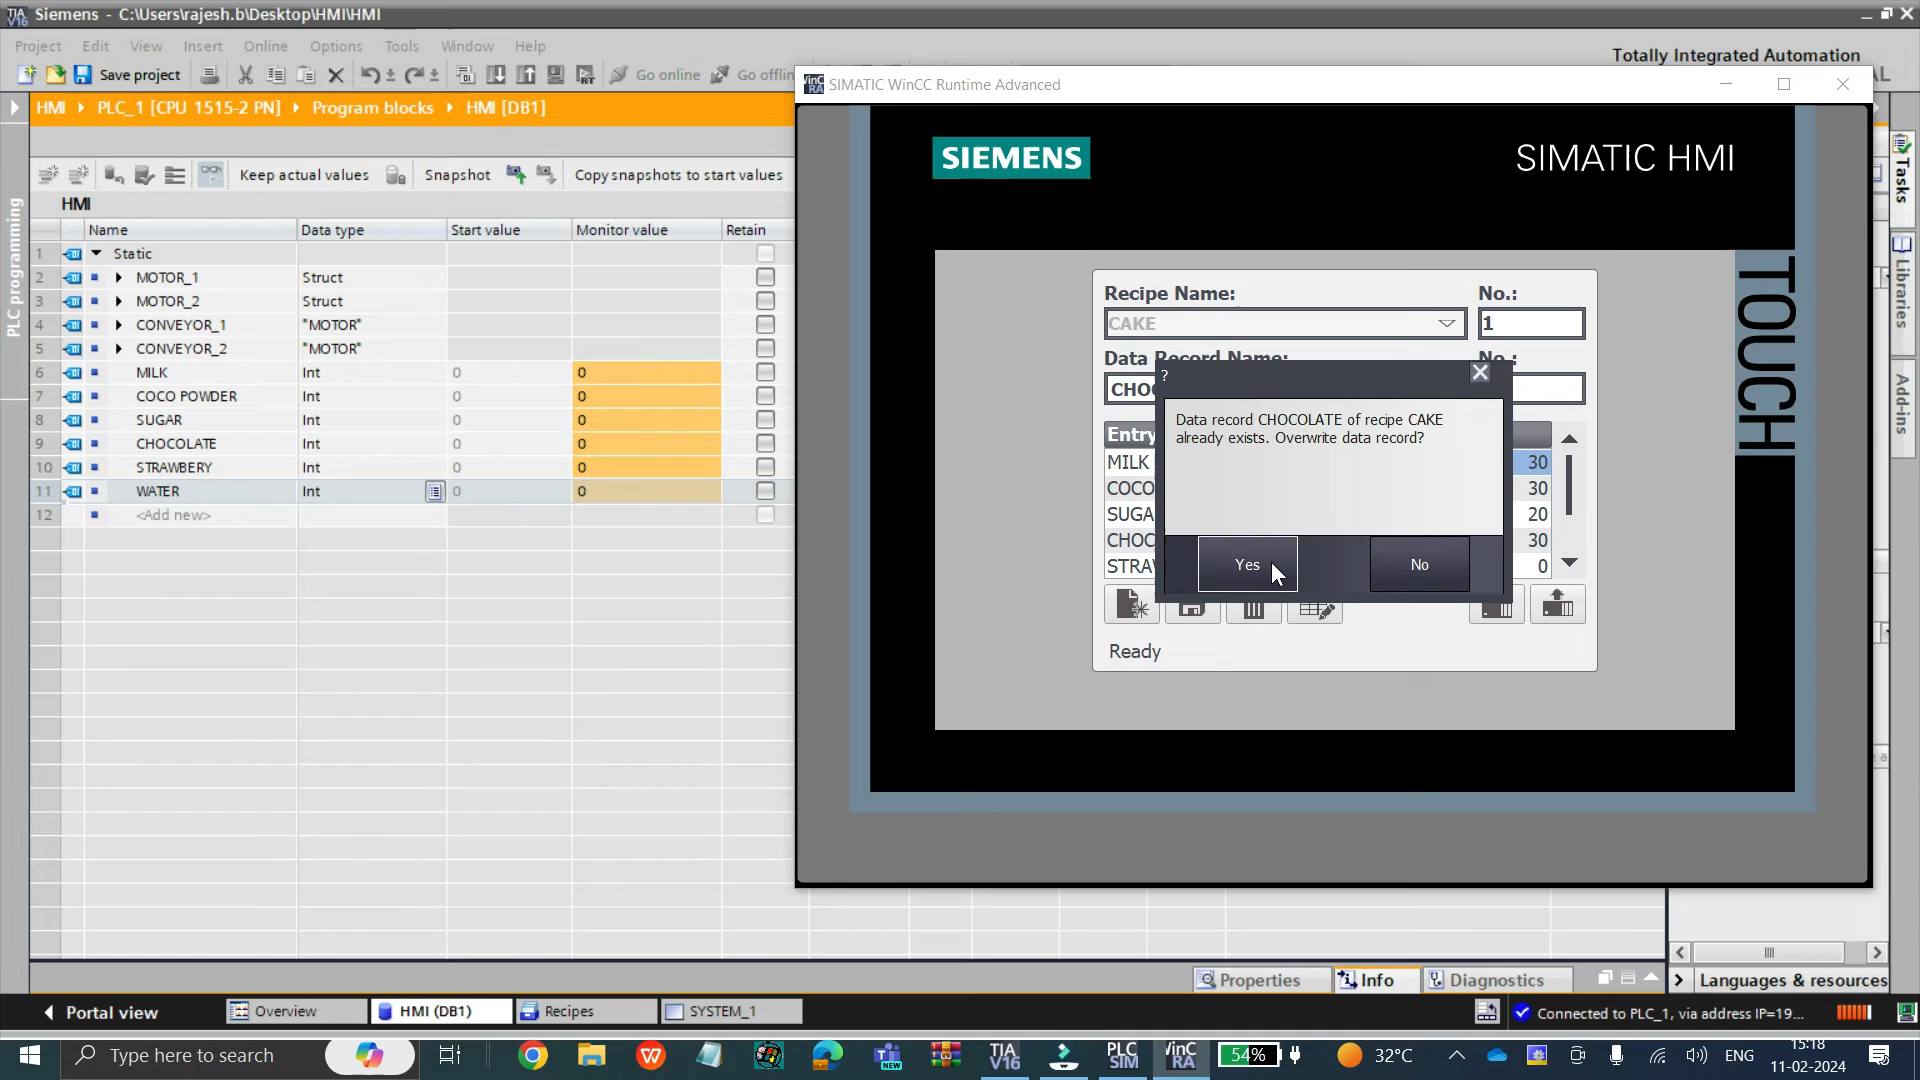 Siemens - C:\Users\rajesh.b\Desktop\HMI\HMI
Project Edit View Insert Online Options Tools Window Help
Totally Integrated Automation
Save project
Go online
HMI PLC_1 [CPU 1515-2 PN] Program blocks HMI [DB1]
Keep actual values Snapshot Copy snapshots to start values
PLC programming
HMI
Name Data type Start value Monitor value Retain
1 Static
2 MOTOR_1 Struct
3 MOTOR_2 Struct
4 CONVEYOR_1 "MOTOR"
5 CONVEYOR_2 "MOTOR"
6 MILK Int 0 0
7 COCO POWDER Int 0 0
8 SUGAR Int 0 0
9 CHOCOLATE Int 0 0
10 STRAWBERY Int 0 0
11 WATER Int 0 0
12 <Add new>
SIMATIC WinCC Runtime Advanced
SIEMENS
SIMATIC HMI
TOUCH
Recipe Name: No.:
CAKE 1
Data Record Name: No.:
CHOC
?
Data record CHOCOLATE of recipe CAKE
already exists. Overwrite data record?
Yes No
Entry
MILK 30
COCO 30
SUGA 20
CHOC 30
STRAW 0
Ready
Tasks
Libraries
Add-ins
Properties Info Diagnostics
Languages & resources
Portal view Overview HMI (DB1) Recipes SYSTEM_1
Connected to PLC_1, via address IP=19...
Type here to search
54% 32°C ENG
15:18
11-02-2024